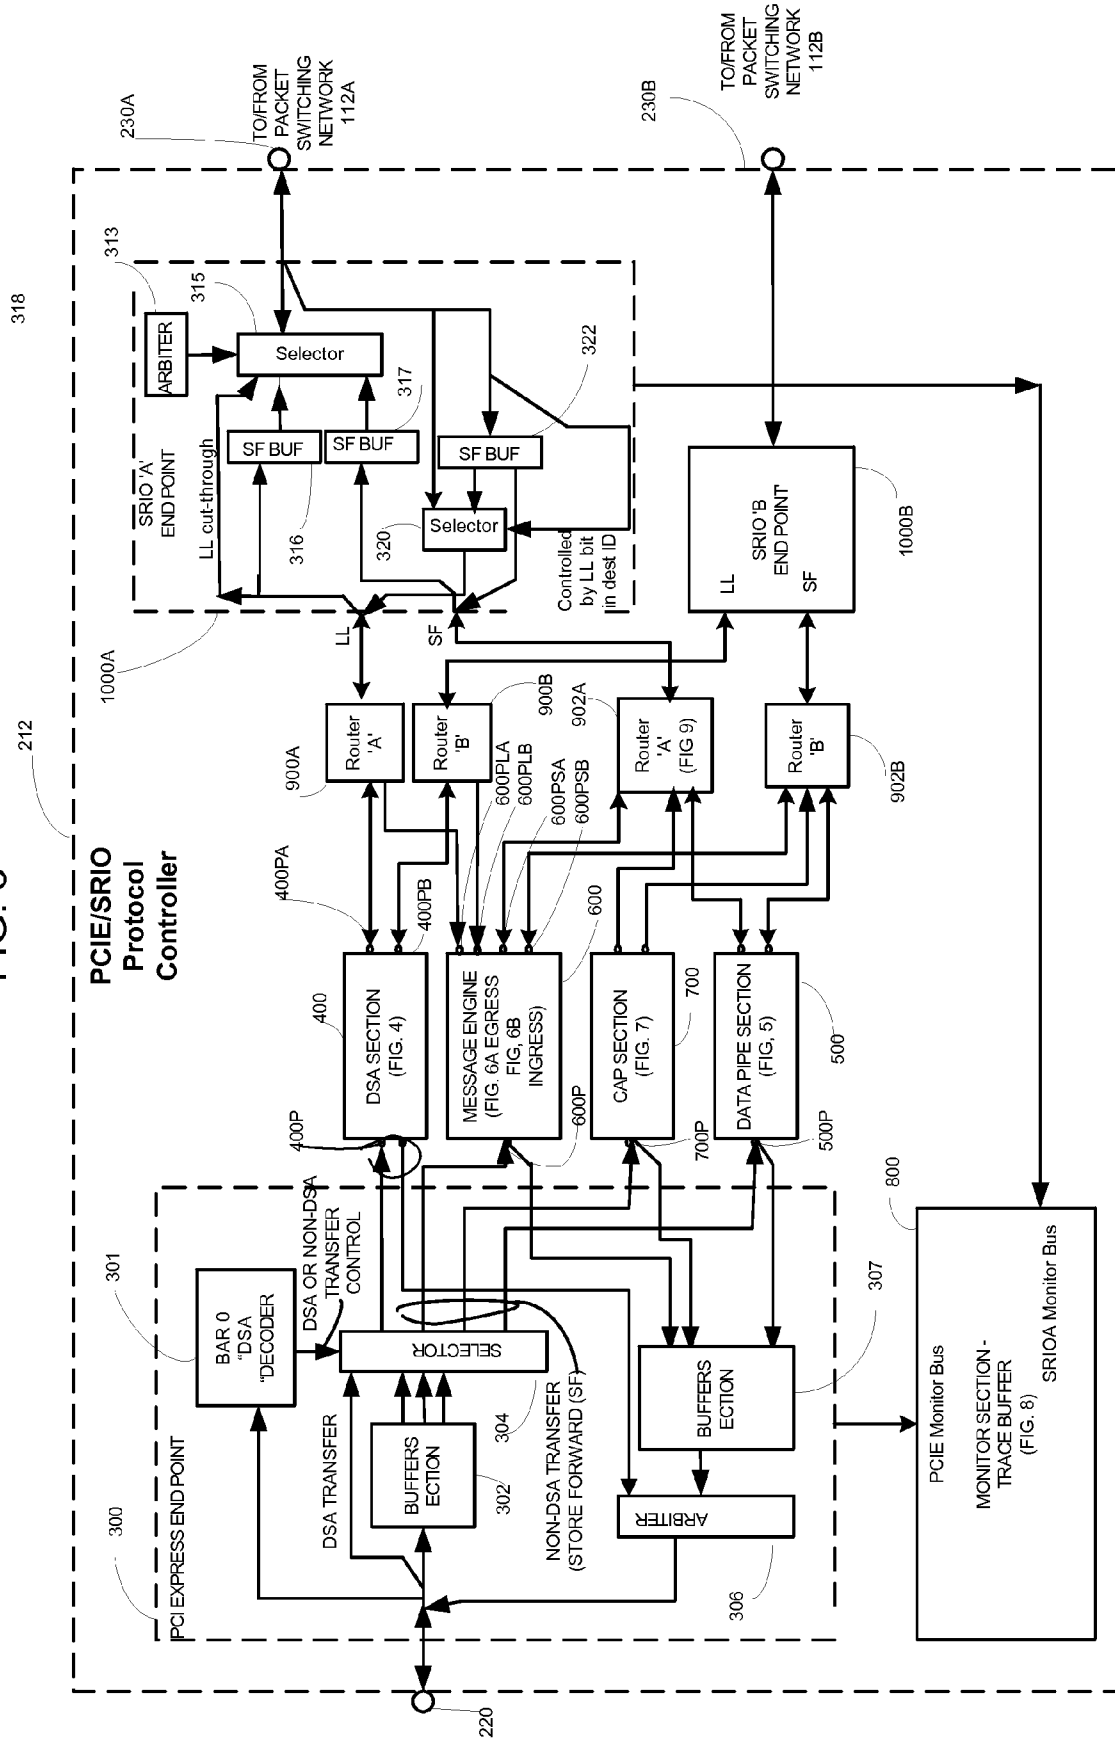 318
212
PCIE/SRIO
Protocol
Controller
300
PCI EXPRESS END POINT
301
BAR 0
"DSA
"DECODER
DSA OR NON-DSA
TRANSFER
CONTROL
DSA TRANSFER
BUFFERS
ECTION
302
SELECTOR
304
NON-DSA TRANSFER
(STORE FORWARD (SF)
BUFFERS
ECTION
307
ARBITER
306
220
400P
400
DSA SECTION
(FIG. 4)
400PA
400PB
MESSAGE ENGINE
(FIG. 6A EGRESS
FIG, 6B
INGRESS)
600P
600
600PLA
600PLB
600PSA
600PSB
CAP SECTION
(FIG. 7)
700P
700
DATA PIPE SECTION
(FIG, 5)
500P
500
900A
Router
'A'
Router
'B'
900B
902A
Router
'A'
(FIG 9)
Router
'B'
902B
1000A
SRIO 'A'
END POINT
LL cut-through
LL
SF
ARBITER
313
315
Selector
SF BUF
316
SF BUF
317
SF BUF
322
320
Selector
Controlled
by LL bit
in dest ID
LL
SF
SRIO 'B
END POINT'
1000B
230A
TO/FROM
PACKET
SWITCHING
NETWORK
112A
230B
TO/FROM
PACKET
SWITCHING
NETWORK
112B
800
PCIE Monitor Bus
MONITOR SECTION -
TRACE BUFFER
(FIG. 8)
SRIOA Monitor Bus